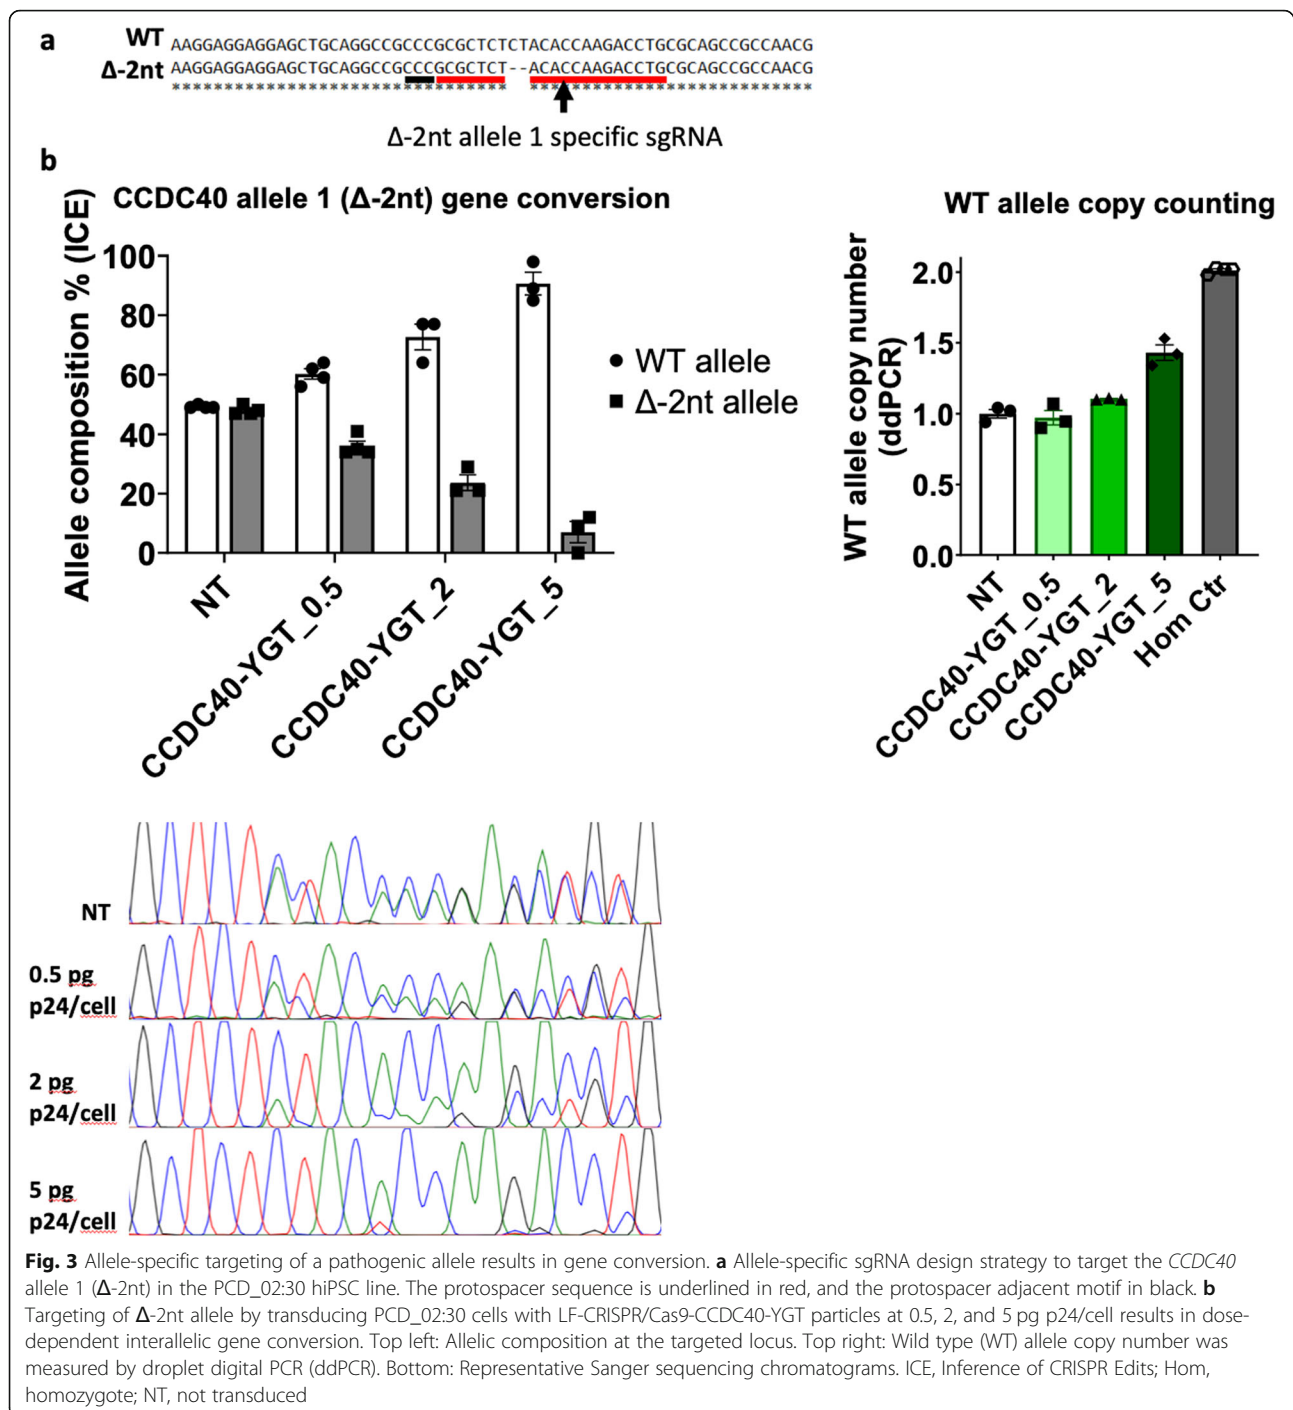 a
WT AAGGAGGAGGAGCTGCAGGCCGCCCGCGCTCTCTACACCAAGACCTGCGCAGCCGCCAACG
Δ-2nt AAGGAGGAGGAGCTGCAGGCCGCCCGCGCTCT--ACACCAAGACCTGCGCAGCCGCCAACG
******************************** ***************************
Δ-2nt allele 1 specific sgRNA
b
CCDC40 allele 1 (Δ-2nt) gene conversion
Allele composition % (ICE)
100
80
60
40
20
0
NT
CCDC40-YGT_0.5
CCDC40-YGT_2
CCDC40-YGT_5
WT allele
Δ-2nt allele
WT allele copy counting
WT allele copy number
(ddPCR)
2.0
1.5
1.0
0.5
0.0
NT
CCDC40-YGT_0.5
CCDC40-YGT_2
CCDC40-YGT_5
Hom Ctr
NT
0.5 pg
p24/cell
2 pg
p24/cell
5 pg
p24/cell
Fig. 3 Allele-specific targeting of a pathogenic allele results in gene conversion. a Allele-specific sgRNA design strategy to target the CCDC40
allele 1 (Δ-2nt) in the PCD_02:30 hiPSC line. The protospacer sequence is underlined in red, and the protospacer adjacent motif in black. b
Targeting of Δ-2nt allele by transducing PCD_02:30 cells with LF-CRISPR/Cas9-CCDC40-YGT particles at 0.5, 2, and 5 pg p24/cell results in dose-
dependent interallelic gene conversion. Top left: Allelic composition at the targeted locus. Top right: Wild type (WT) allele copy number was
measured by droplet digital PCR (ddPCR). Bottom: Representative Sanger sequencing chromatograms. ICE, Inference of CRISPR Edits; Hom,
homozygote; NT, not transduced